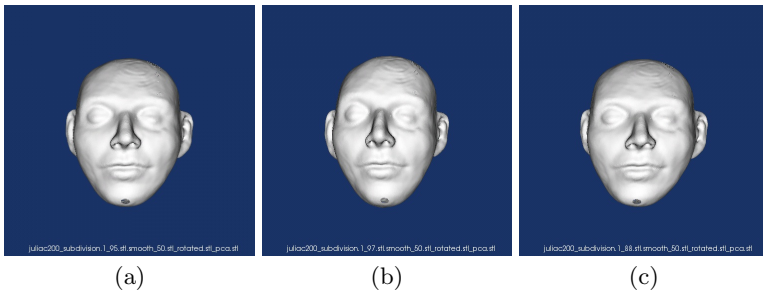 juliac200_subdivision.1_95.stl.smooth_50.stl_rotated.stl_pca.stl
juliac200_subdivision.1_97.stl.smooth_50.stl_rotated.stl_pca.stl
juliac200_subdivision.1_88.stl.smooth_50.stl_rotated.stl_pca.stl
(a)
(b)
(c)